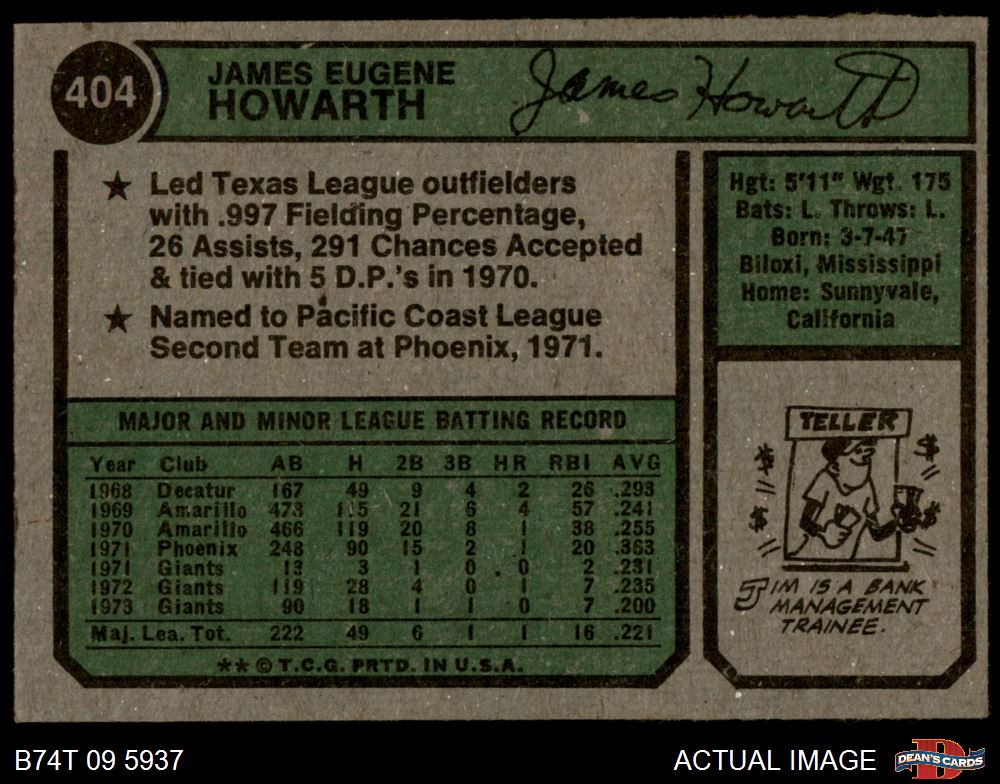 404
JAMES EUGENE
HOWARTH
James Howarth
★ Led Texas League outfielders
with .997 Fielding Percentage,
26 Assists, 291 Chances Accepted
& tied with 5 D.P.'s in 1970.
★ Named to Pacific Coast League
Second Team at Phoenix, 1971.
Hgt: 5'11" Wgt. 175
Bats: L. Throws: L.
Born: 3-7-47
Biloxi, Mississippi
Home: Sunnyvale,
California
MAJOR AND MINOR LEAGUE BATTING RECORD
Year Club AB H 2B 3B HR RBI AVG
1968 Decatur 167 49 9 4 2 26 .293
1969 Amarillo 478 115 21 6 4 57 .241
1970 Amarillo 466 119 20 8 1 38 .255
1971 Phoenix 248 90 15 2 1 20 .363
1971 Giants 13 3 1 0 0 2 .231
1972 Giants 119 28 4 0 1 7 .235
1973 Giants 90 18 1 1 0 7 .200
Maj. Lea. Tot. 222 49 6 1 1 16 .221
** © T.C.G. PRTD. IN U.S.A.
TELLER
$ $
$ $
JIM IS A BANK
MANAGEMENT
TRAINEE.
B74T 09 5937
ACTUAL IMAGE
D
DEAN'S CARDS